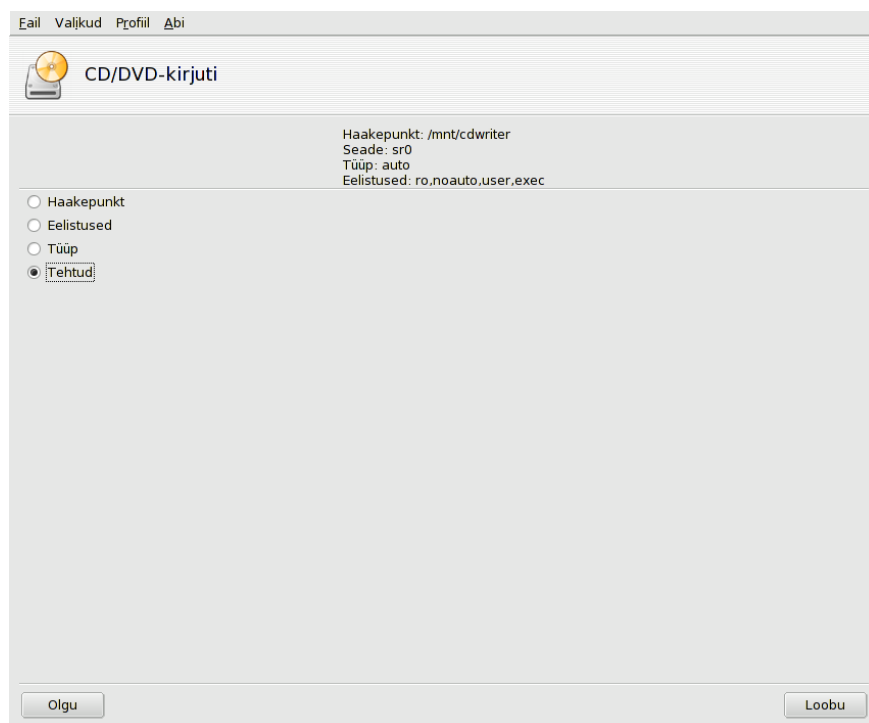 Fail Valikud Profiil Abi
CD/DVD-kirjuti
Haakepunkt: /mnt/cdwriter
Seade: sr0
Tüüp: auto
Eelistused: ro,noauto,user,exec
Haakepunkt
Eelistused
Tüüp
Tehtud
Olgu Loobu